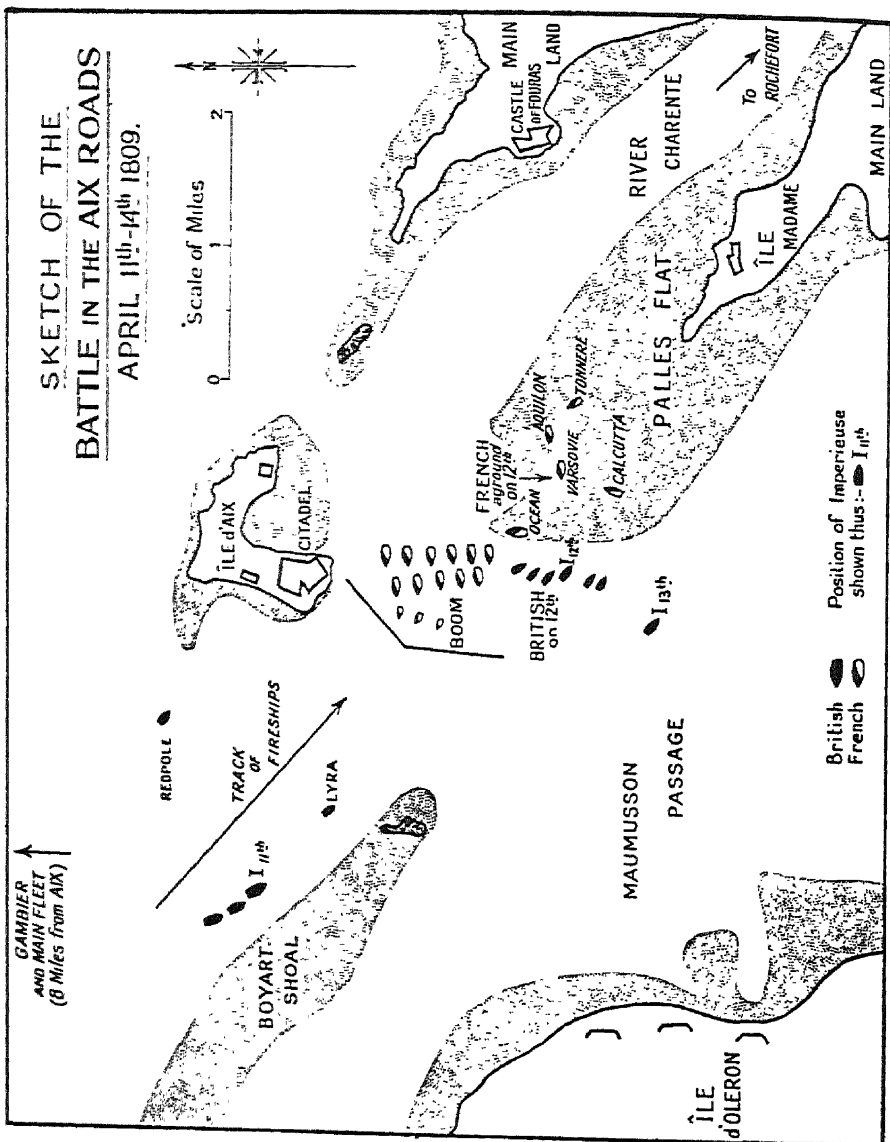 SKETCH OF THE
BATTLE IN THE AIX ROADS
APRIL 11th-14th 1809.
N
Scale of Miles
0 1 2
GAMBIER
AND MAIN FLEET
(8 Miles from AIX)
REDPOLL
TRACK
OF
FIRESHIPS
LYRA
I 11th
BOYART
SHOAL
ÎLE d'AIX
CITADEL
BOOM
MAIN
LAND
CASTLE
OF FOURAS
RIVER
CHARENTE
To
ROCHEFORT
FRENCH
aground
on 12th
OCEAN
VARSOVIE
AQUILON
TONNERE
CALCUTTA
BRITISH
on 12th
I 12th
I 13th
PALLES FLAT
ÎLE
MADAME
MAIN LAND
MAUMUSSON
PASSAGE
ÎLE
d'OLERON
British
French
Position of Imperieuse
shown thus:- I 11th